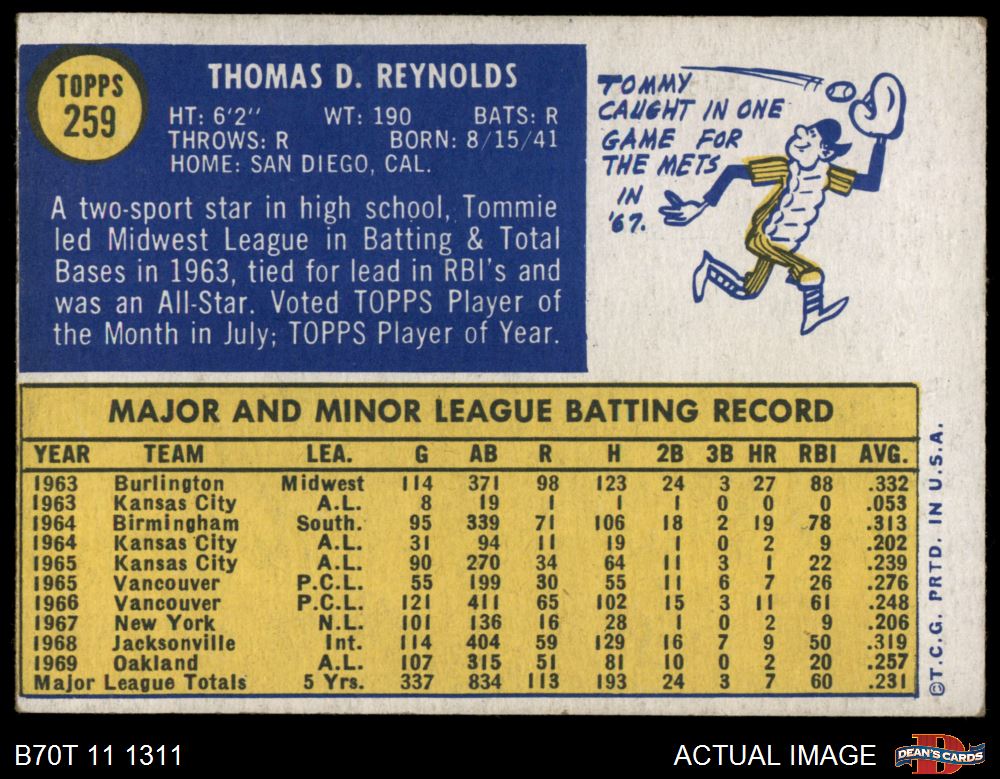 TOPPS
259
THOMAS D. REYNOLDS
HT: 6'2" WT: 190 BATS: R
THROWS: R BORN: 8/15/41
HOME: SAN DIEGO, CAL.
A two-sport star in high school, Tommie
led Midwest League in Batting & Total
Bases in 1963, tied for lead in RBI's and
was an All-Star. Voted TOPPS Player of
the Month in July; TOPPS Player of Year.
TOMMY
CAUGHT IN ONE
GAME FOR
THE METS
IN
'67.
MAJOR AND MINOR LEAGUE BATTING RECORD
YEAR TEAM LEA. G AB R H 2B 3B HR RBI AVG.
1963 Burlington Midwest 114 371 98 123 24 3 27 88 .332
1963 Kansas City A.L. 8 19 1 1 1 0 0 0 .053
1964 Birmingham South. 95 339 71 106 18 2 19 78 .313
1964 Kansas City A.L. 31 94 11 19 1 0 2 9 .202
1965 Kansas City A.L. 90 270 34 64 11 3 1 22 .239
1965 Vancouver P.C.L. 55 199 30 55 11 6 7 26 .276
1966 Vancouver P.C.L. 121 411 65 102 15 3 11 61 .248
1967 New York N.L. 101 136 16 28 1 0 2 9 .206
1968 Jacksonville Int. 114 404 59 129 16 7 9 50 .319
1969 Oakland A.L. 107 315 51 81 10 0 2 20 .257
Major League Totals 5 Yrs. 337 834 113 193 24 3 7 60 .231
©T.C.G. PRTD. IN U.S.A.
B70T 11 1311
ACTUAL IMAGE
DEAN'S CARDS